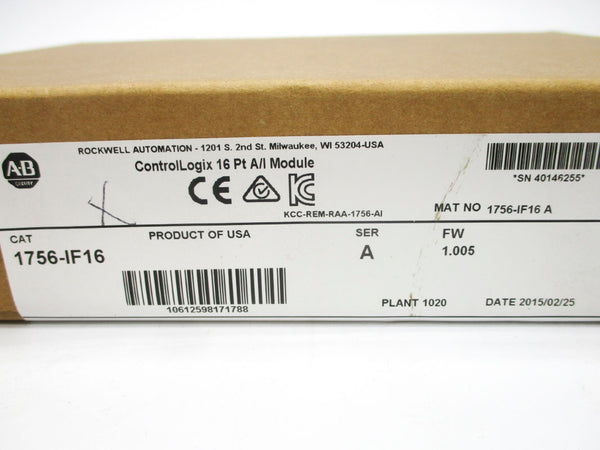 ROCKWELL AUTOMATION - 1201 S. 2nd St. Milwaukee, WI 53204-USA
AB
ControlLogix 16 Pt A/I Module
*SN 40146255*
CE
KCC-REM-RAA-1756-AI
MAT NO 1756-IF16 A
CAT
1756-IF16
PRODUCT OF USA
SER
A
FW
1.005
10612598171788
PLANT 1020
DATE 2015/02/25